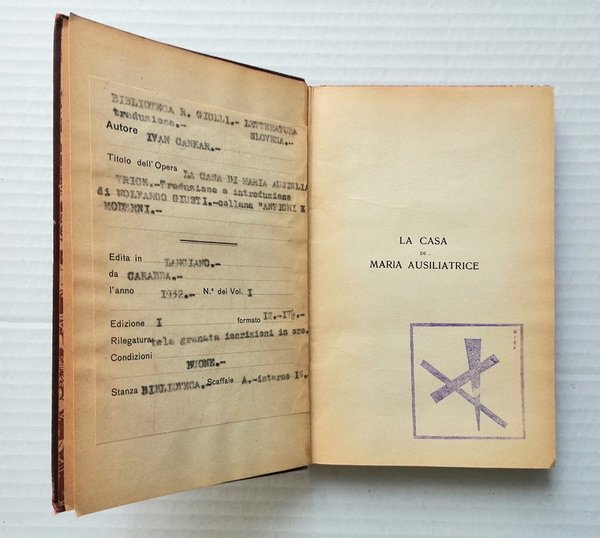 BIBLIOTECA R. GIOLLI.- LETTERATURA
traduzione.- SLOVENA.-
Autore IVAN CANKAR.-
Titolo dell'Opera LA CASA DI MARIA AUSIGLIA
TRICE.-Traduzione e intruduzione
di WOLFANGO GIUSTI.-collana "ANTICHI E
MODERNI.-
Edita in LANCIANO.-
da CARABBA.-
l'anno 1932.- N.° dei Vol. I
Edizione I formato 12.-17½.-
Rilegatura tela granata iscrizioni in oro.
Condizioni BUONE.-
Stanza BIBLIOTECA. Scaffale A.-interno 16.
LA CASA
DI
MARIA AUSILIATRICE